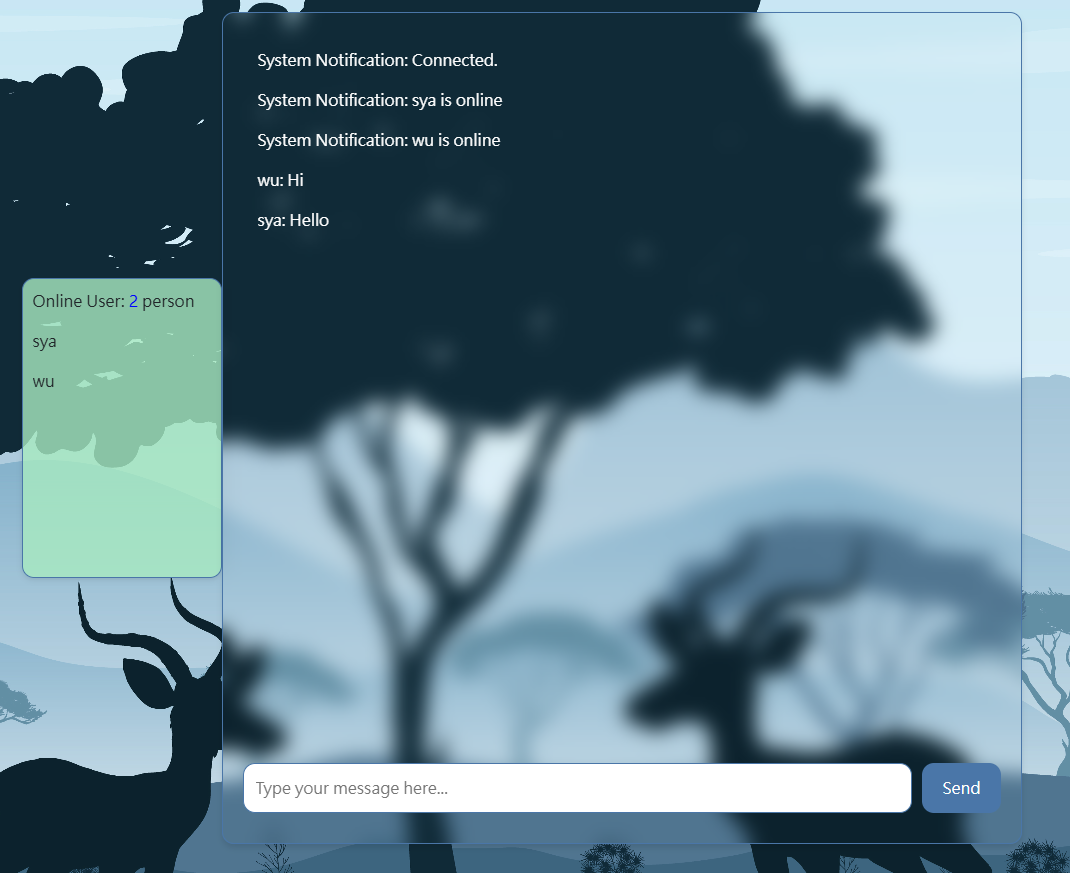 System Notification: Connected.
System Notification: sya is online
System Notification: wu is online
wu: Hi
sya: Hello
Online User: 2 person
sya
wu
Type your message here...
Send